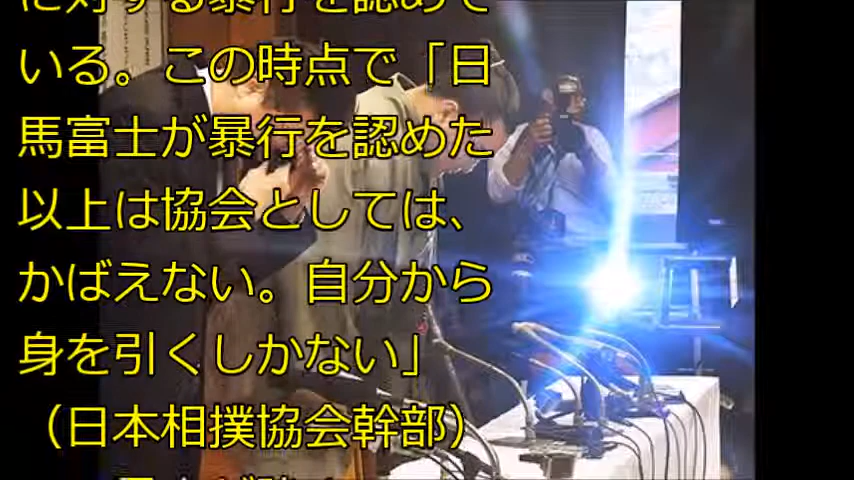 に対する暴行を認めて
いる。この時点で「日
馬富士が暴行を認めた
以上は協会としては、
かばえない。自分から
身を引くしかない」
（日本相撲協会幹部）